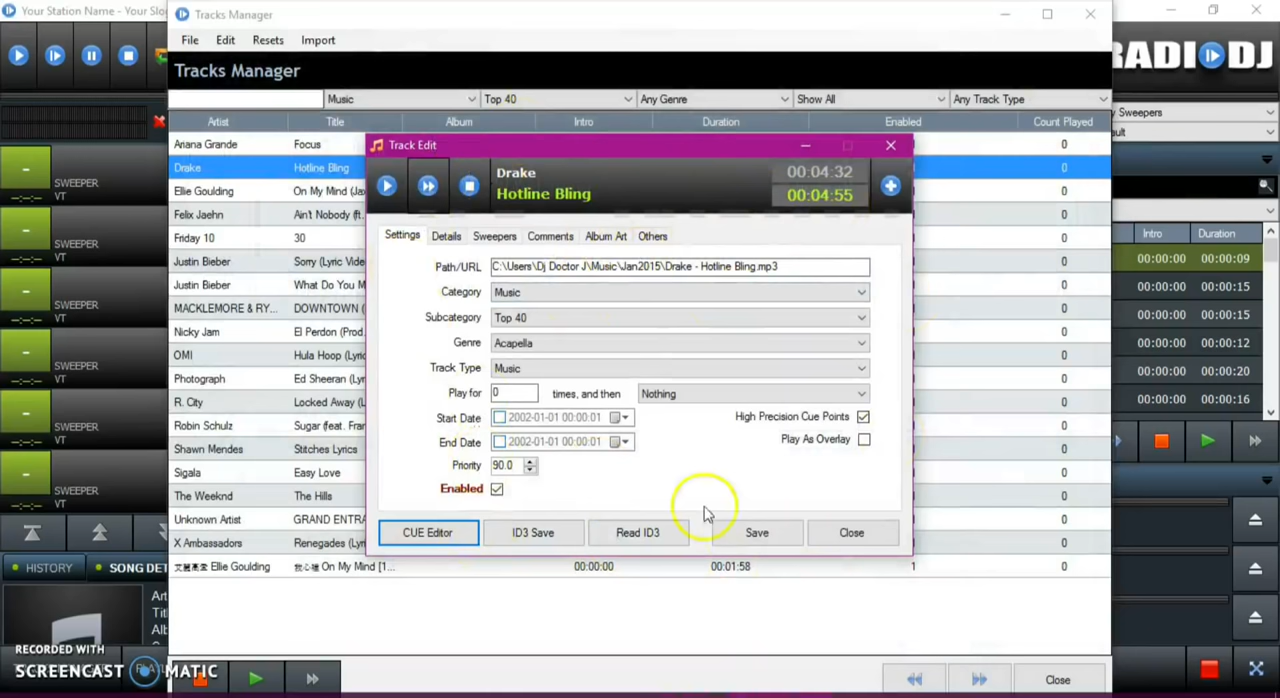 Your Station Name - Your Slo
Tracks Manager
File Edit Resets Import
RADIODJ
Tracks Manager
Music Top 40 Any Genre Show All Any Track Type
Sweepers
Artist Title Album Intro Duration Enabled Count Played
Ariana Grande Focus 0
Drake Hotline Bling 0
Ellie Goulding On My Mind (Jax 0
Felix Jaehn Ain't Nobody (ft. 0
Friday 10 30 0
Justin Bieber Sorry (Lyric Vide 0
Justin Bieber What Do You M 0
MACKLEMORE & RY... DOWNTOWN ( 0
Nicky Jam El Perdon (Prod. 0
OMI Hula Hoop (Lyric 0
Photograph Ed Sheeran (Lyr 0
R. City Locked Away (L 0
Robin Schulz Sugar (feat. Fran 0
Shawn Mendes Stitches Lyrics 0
Sigala Easy Love 0
The Weeknd The Hills 0
Unknown Artist GRAND ENTRA 0
X Ambassadors Renegades (Lyric 0
Ellie Goulding On My Mind [1... 00:00:00 00:01:58 1 0
Track Edit
Drake
Hotline Bling
00:04:32
00:04:55
Settings Details Sweepers Comments Album Art Others
Path/URL C:\Users\Dj Doctor J\Music\Jan2015\Drake - Hotline Bling.mp3
Category Music
Subcategory Top 40
Genre Acapella
Track Type Music
Play for 0 times, and then Nothing
Start Date 2002-01-01 00:00:01 High Precision Cue Points
End Date 2002-01-01 00:00:01 Play As Overlay
Priority 90.0
Enabled
CUE Editor ID3 Save Read ID3 Save Close
SWEEPER
VT
SWEEPER
VT
SWEEPER
VT
SWEEPER
VT
SWEEPER
VT
SWEEPER
VT
HISTORY SONG DET
Art
Titl
Alb
Intro Duration
00:00:00 00:00:09
00:00:00 00:00:15
00:00:00 00:00:15
00:00:00 00:00:12
00:00:00 00:00:20
00:00:00 00:00:16
Close
RECORDED WITH
SCREENCAST MATIC